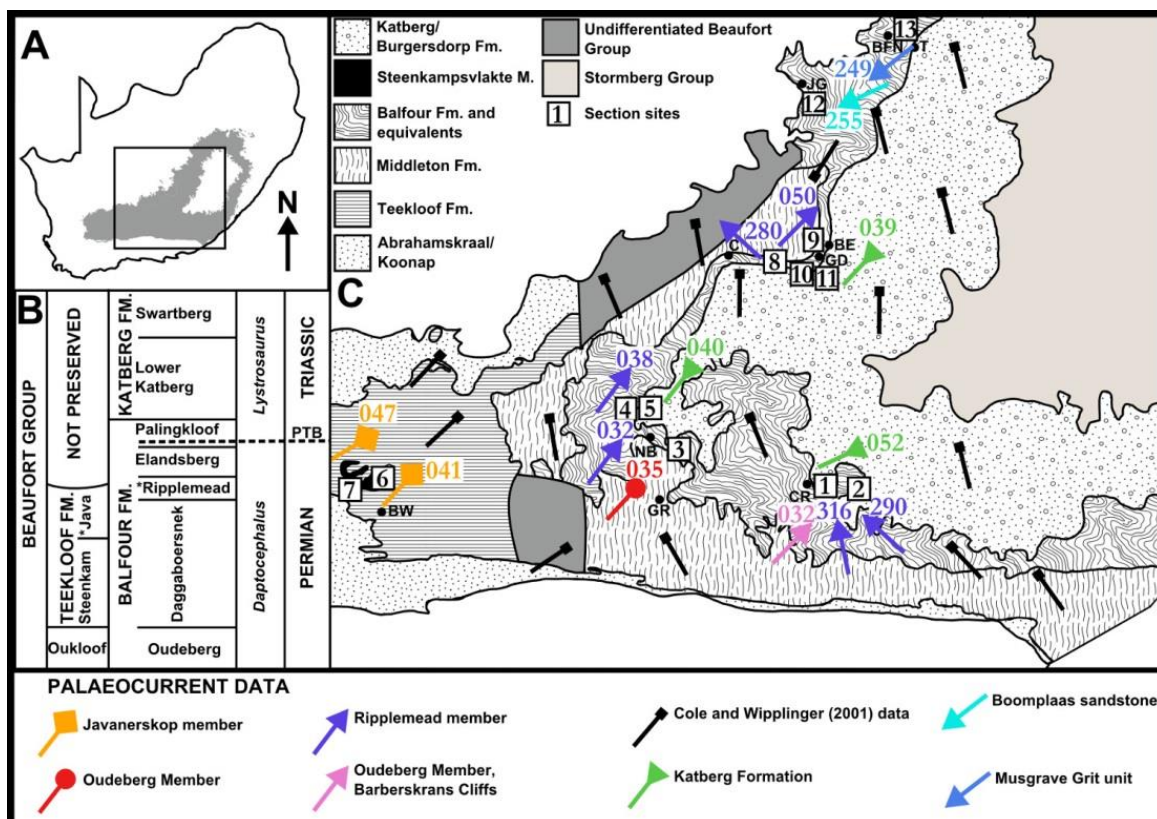 A
N
Katberg/
Burgersdorp Fm.
Steenkampsvlakte M.
Balfour Fm. and
equivalents
Middleton Fm.
Teekloof Fm.
Abrahamskraal/
Koonap
Undifferentiated Beaufort
Group
Stormberg Group
1 Section sites
B
BEAUFORT GROUP
NOT PRESERVED
TEEKLOOF FM.
*Java
Steenkam
Oukloof
KATBERG FM.
BALFOUR FM.
Swartberg
Lower
Katberg
Palingkloof
Elandsberg
*Ripplemead
Daggaboersnek
Oudeberg
Lystrosaurus
Daptocephalus
TRIASSIC
PTB
PERMIAN
C
13
BFN
T
249
JG
12
255
050
039
280
9
BE
C
8
GD
10
11
038
040
4
5
047
032
NB
3
052
041
035
7
6
CR
1
2
BW
GR
032
316
290
PALAEOCURRENT DATA
Javanerskop member
Ripplemead member
Cole and Wipplinger (2001) data
Boomplaas sandstone
Oudeberg Member
Oudeberg Member,
Barberskrans Cliffs
Katberg Formation
Musgrave Grit unit